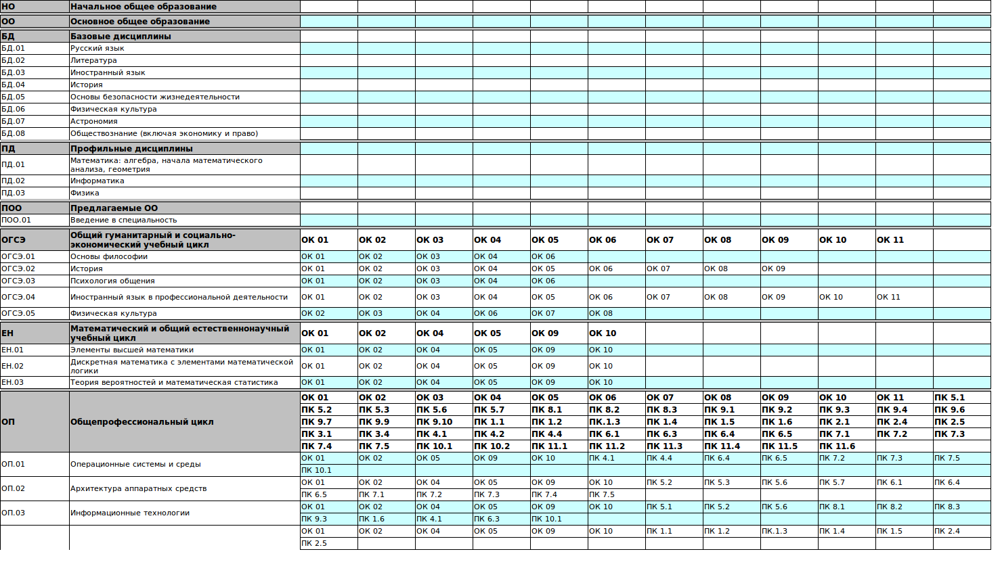 НО Начальное общее образование
ОО Основное общее образование
БД Базовые дисциплины
БД.01 Русский язык
БД.02 Литература
БД.03 Иностранный язык
БД.04 История
БД.05 Основы безопасности жизнедеятельности
БД.06 Физическая культура
БД.07 Астрономия
БД.08 Обществознание (включая экономику и право)
ПД Профильные дисциплины
ПД.01 Математика: алгебра, начала математического
анализа, геометрия
ПД.02 Информатика
ПД.03 Физика
ПОО Предлагаемые ОО
ПОО.01 Введение в специальность
ОГСЭ Общий гуманитарный и социально-
экономический учебный цикл ОК 01 ОК 02 ОК 03 ОК 04 ОК 05 ОК 06 ОК 07 ОК 08 ОК 09 ОК 10 ОК 11
ОГСЭ.01 Основы философии ОК 01 ОК 02 ОК 03 ОК 04 ОК 06
ОГСЭ.02 История ОК 01 ОК 02 ОК 03 ОК 04 ОК 05 ОК 06 ОК 07 ОК 08 ОК 09
ОГСЭ.03 Психология общения ОК 01 ОК 02 ОК 03 ОК 04 ОК 06
ОГСЭ.04 Иностранный язык в профессиональной деятельности ОК 01 ОК 02 ОК 03 ОК 04 ОК 05 ОК 06 ОК 07 ОК 08 ОК 09 ОК 10 ОК 11
ОГСЭ.05 Физическая культура ОК 02 ОК 03 ОК 04 ОК 06 ОК 07 ОК 08
ЕН Математический и общий естественнонаучный
учебный цикл ОК 01 ОК 02 ОК 04 ОК 05 ОК 09 ОК 10
ЕН.01 Элементы высшей математики ОК 01 ОК 02 ОК 04 ОК 05 ОК 09 ОК 10
ЕН.02 Дискретная математика с элементами математической
логики ОК 01 ОК 02 ОК 04 ОК 05 ОК 09 ОК 10
ЕН.03 Теория вероятностей и математическая статистика ОК 01 ОК 02 ОК 04 ОК 05 ОК 09 ОК 10
ОП Общепрофессиональный цикл
ОК 01 ОК 02 ОК 03 ОК 04 ОК 05 ОК 06 ОК 07 ОК 08 ОК 09 ОК 10 ОК 11 ПК 5.1
ПК 5.2 ПК 5.3 ПК 5.6 ПК 5.7 ПК 8.1 ПК 8.2 ПК 8.3 ПК 9.1 ПК 9.2 ПК 9.3 ПК 9.4 ПК 9.6
ПК 9.7 ПК 9.9 ПК 9.10 ПК 1.1 ПК 1.2 ПК.1.3 ПК 1.4 ПК 1.5 ПК 1.6 ПК 2.1 ПК 2.4 ПК 2.5
ПК 3.1 ПК 3.4 ПК 4.1 ПК 4.2 ПК 4.4 ПК 6.1 ПК 6.3 ПК 6.4 ПК 6.5 ПК 7.1 ПК 7.2 ПК 7.3
ПК 7.4 ПК 7.5 ПК 10.1 ПК 10.2 ПК 11.1 ПК 11.2 ПК 11.3 ПК 11.4 ПК 11.5 ПК 11.6
ОП.01 Операционные системы и среды
ОК 01 ОК 02 ОК 05 ОК 09 ОК 10 ПК 4.1 ПК 4.4 ПК 6.4 ПК 6.5 ПК 7.2 ПК 7.3 ПК 7.5
ПК 10.1
ОП.02 Архитектура аппаратных средств
ОК 01 ОК 02 ОК 04 ОК 05 ОК 09 ОК 10 ПК 5.2 ПК 5.3 ПК 5.6 ПК 5.7 ПК 6.1 ПК 6.4
ПК 6.5 ПК 7.1 ПК 7.2 ПК 7.3 ПК 7.4 ПК 7.5
ОП.03 Информационные технологии
ОК 01 ОК 02 ОК 04 ОК 05 ОК 09 ОК 10 ПК 5.1 ПК 5.2 ПК 5.6 ПК 8.1 ПК 8.2 ПК 8.3
ПК 9.3 ПК 1.6 ПК 4.1 ПК 6.3 ПК 10.1
ОК 01 ОК 02 ОК 04 ОК 05 ОК 09 ОК 10 ПК 1.1 ПК 1.2 ПК.1.3 ПК 1.4 ПК 1.5 ПК 2.4
ПК 2.5